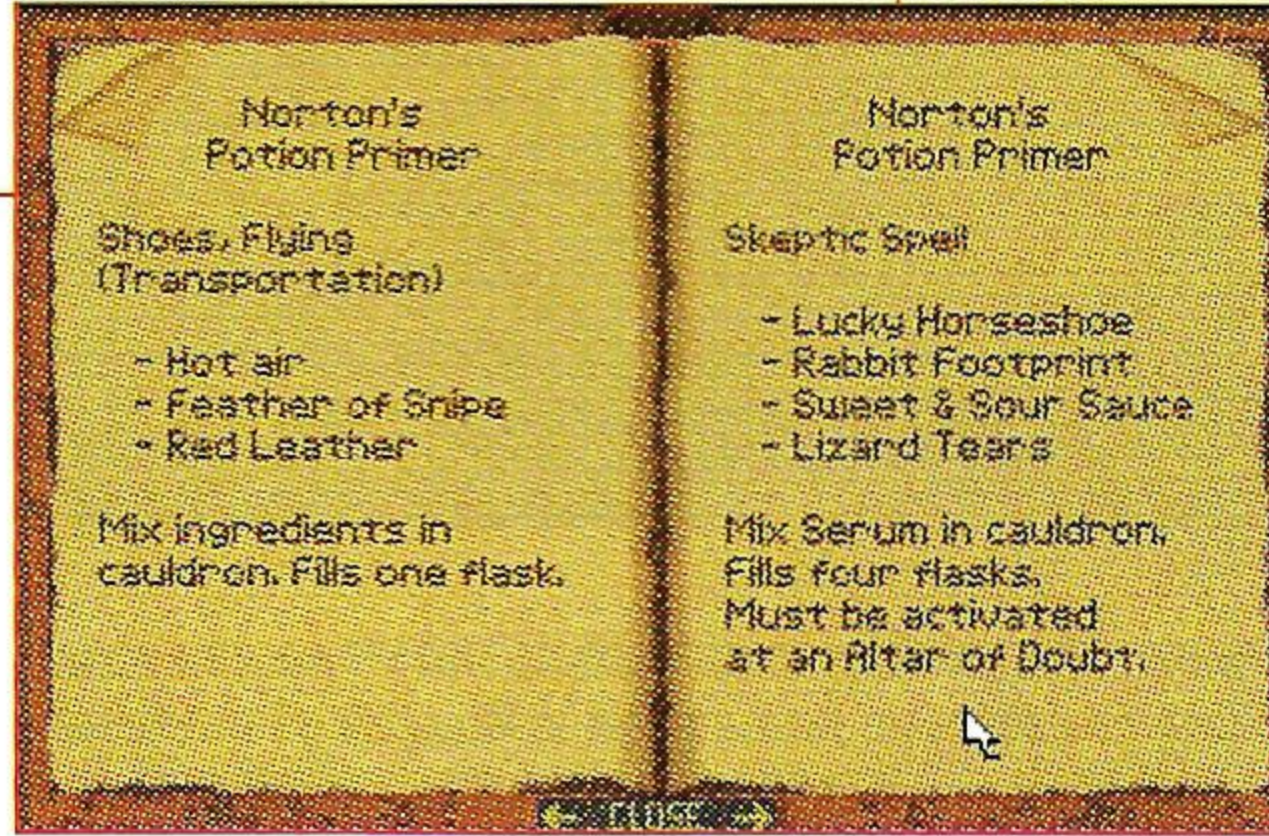 Norton's
Potion Primer
Shoes, Flying
(Transportation)
- Hot air
- Feather of Snipe
- Red Leather
Mix ingredients in
cauldron. Fills one flask.
Norton's
Potion Primer
Skeptic Spell
- Lucky Horseshoe
- Rabbit Footprint
- Sweet & Sour Sauce
- Lizard Tears
Mix Serum in cauldron.
Fills four flasks.
Must be activated
at an Altar of Doubt.
← CLOSE →